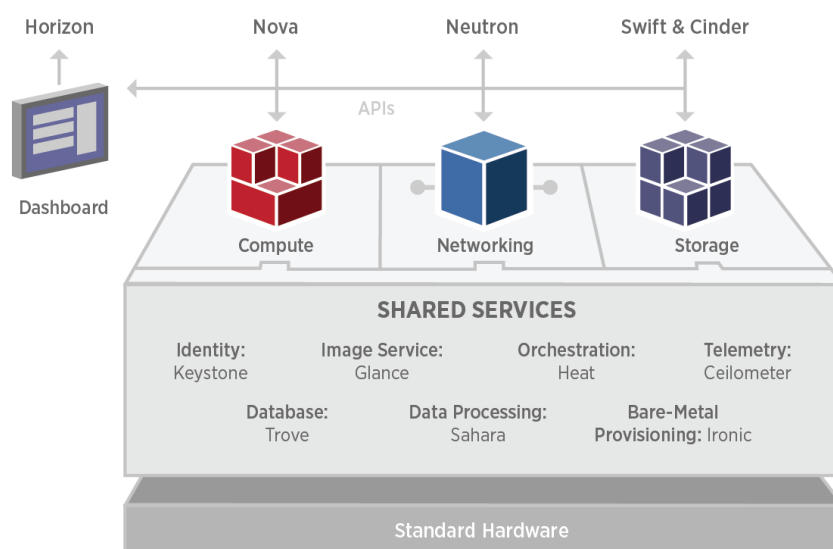 Horizon
Nova
Neutron
Swift & Cinder
APIs
Dashboard
Compute
Networking
Storage
SHARED SERVICES
Identity:
Keystone
Image Service:
Glance
Orchestration:
Heat
Telemetry:
Ceilometer
Database:
Trove
Data Processing:
Sahara
Bare-Metal
Provisioning: Ironic
Standard Hardware